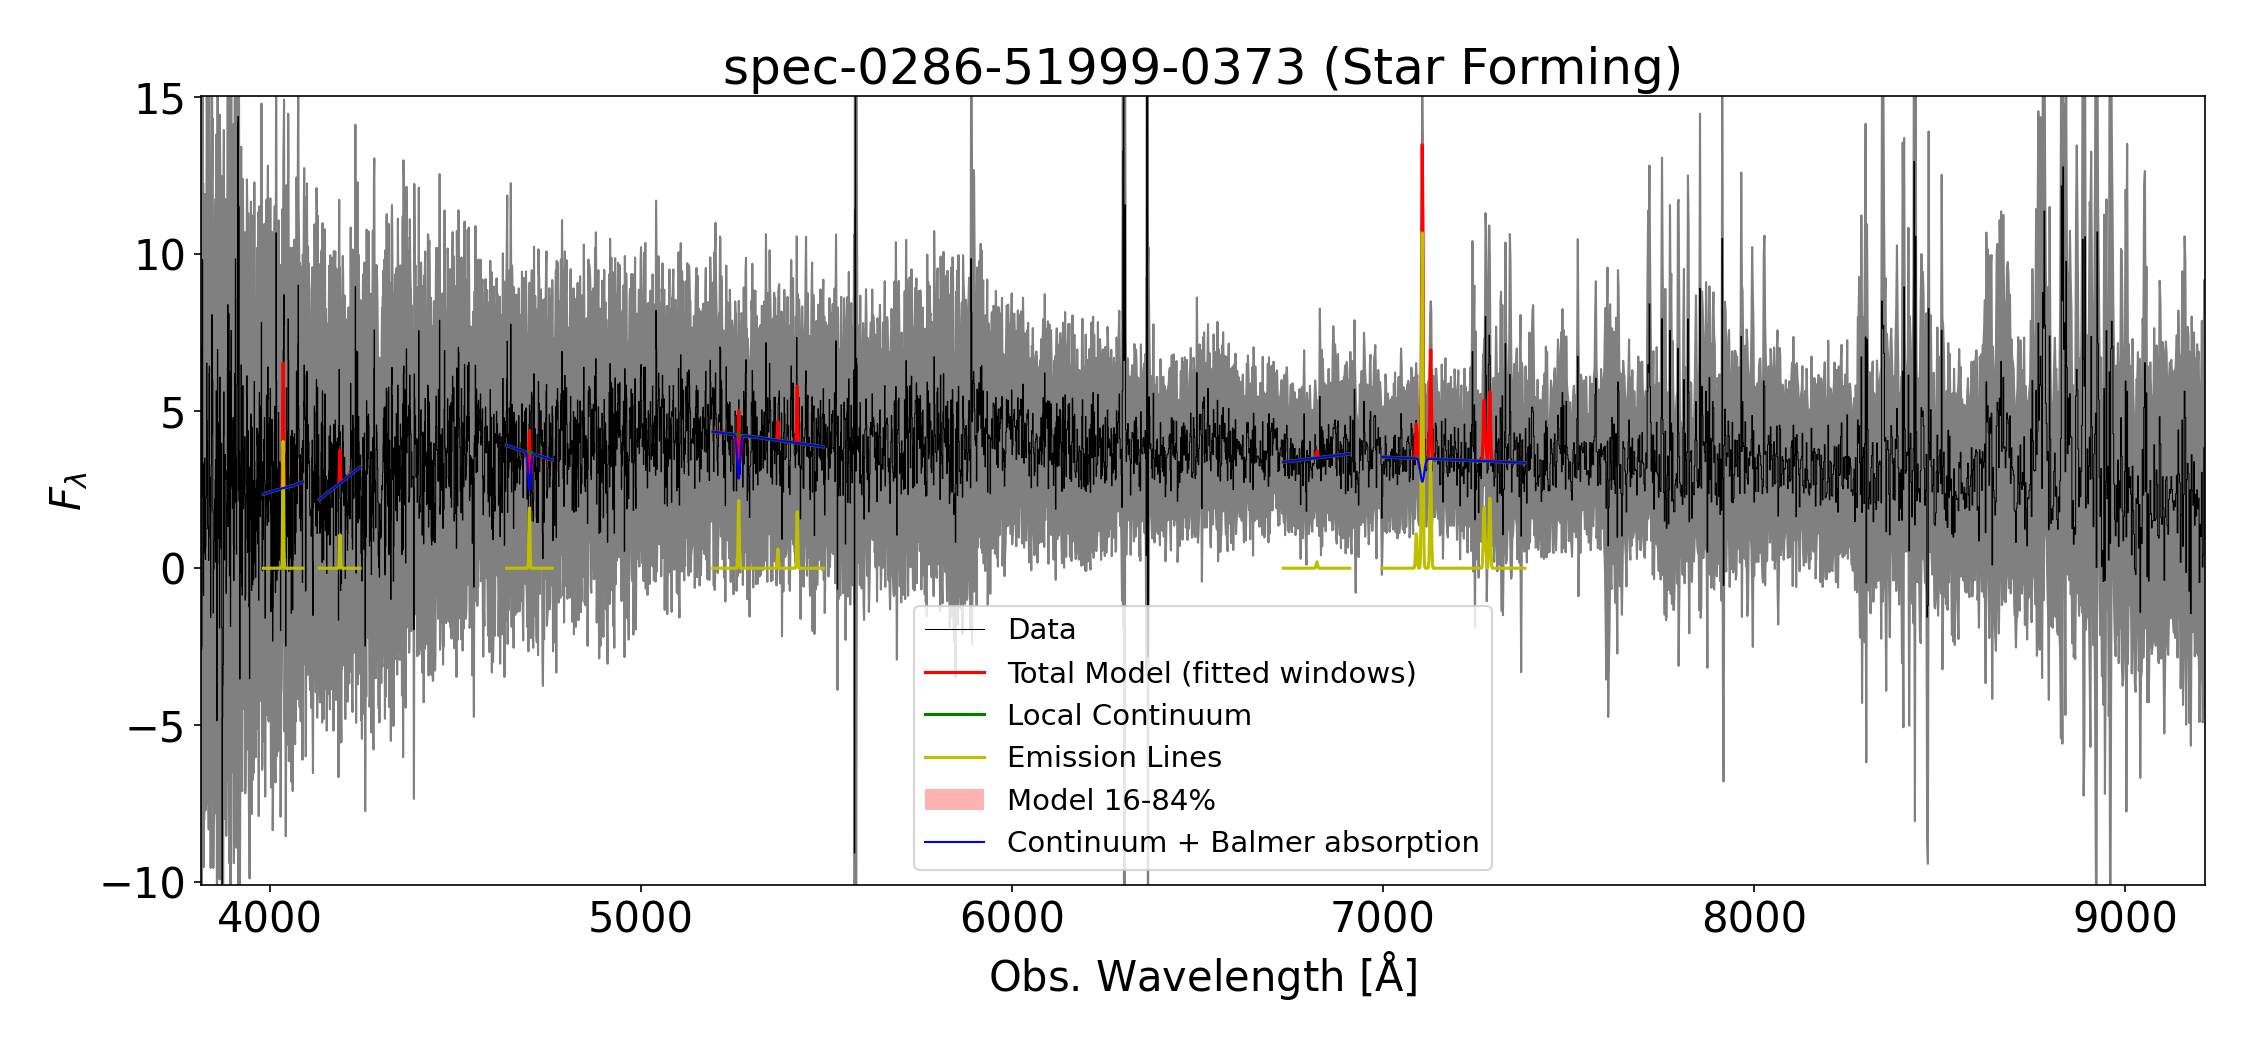 spec-0286-51999-0373 (Star Forming)
15
10
5
0
−5
−10
F_λ
4000
5000
6000
7000
8000
9000
Obs. Wavelength [Å]
Data
Total Model (fitted windows)
Local Continuum
Emission Lines
Model 16-84%
Continuum + Balmer absorption